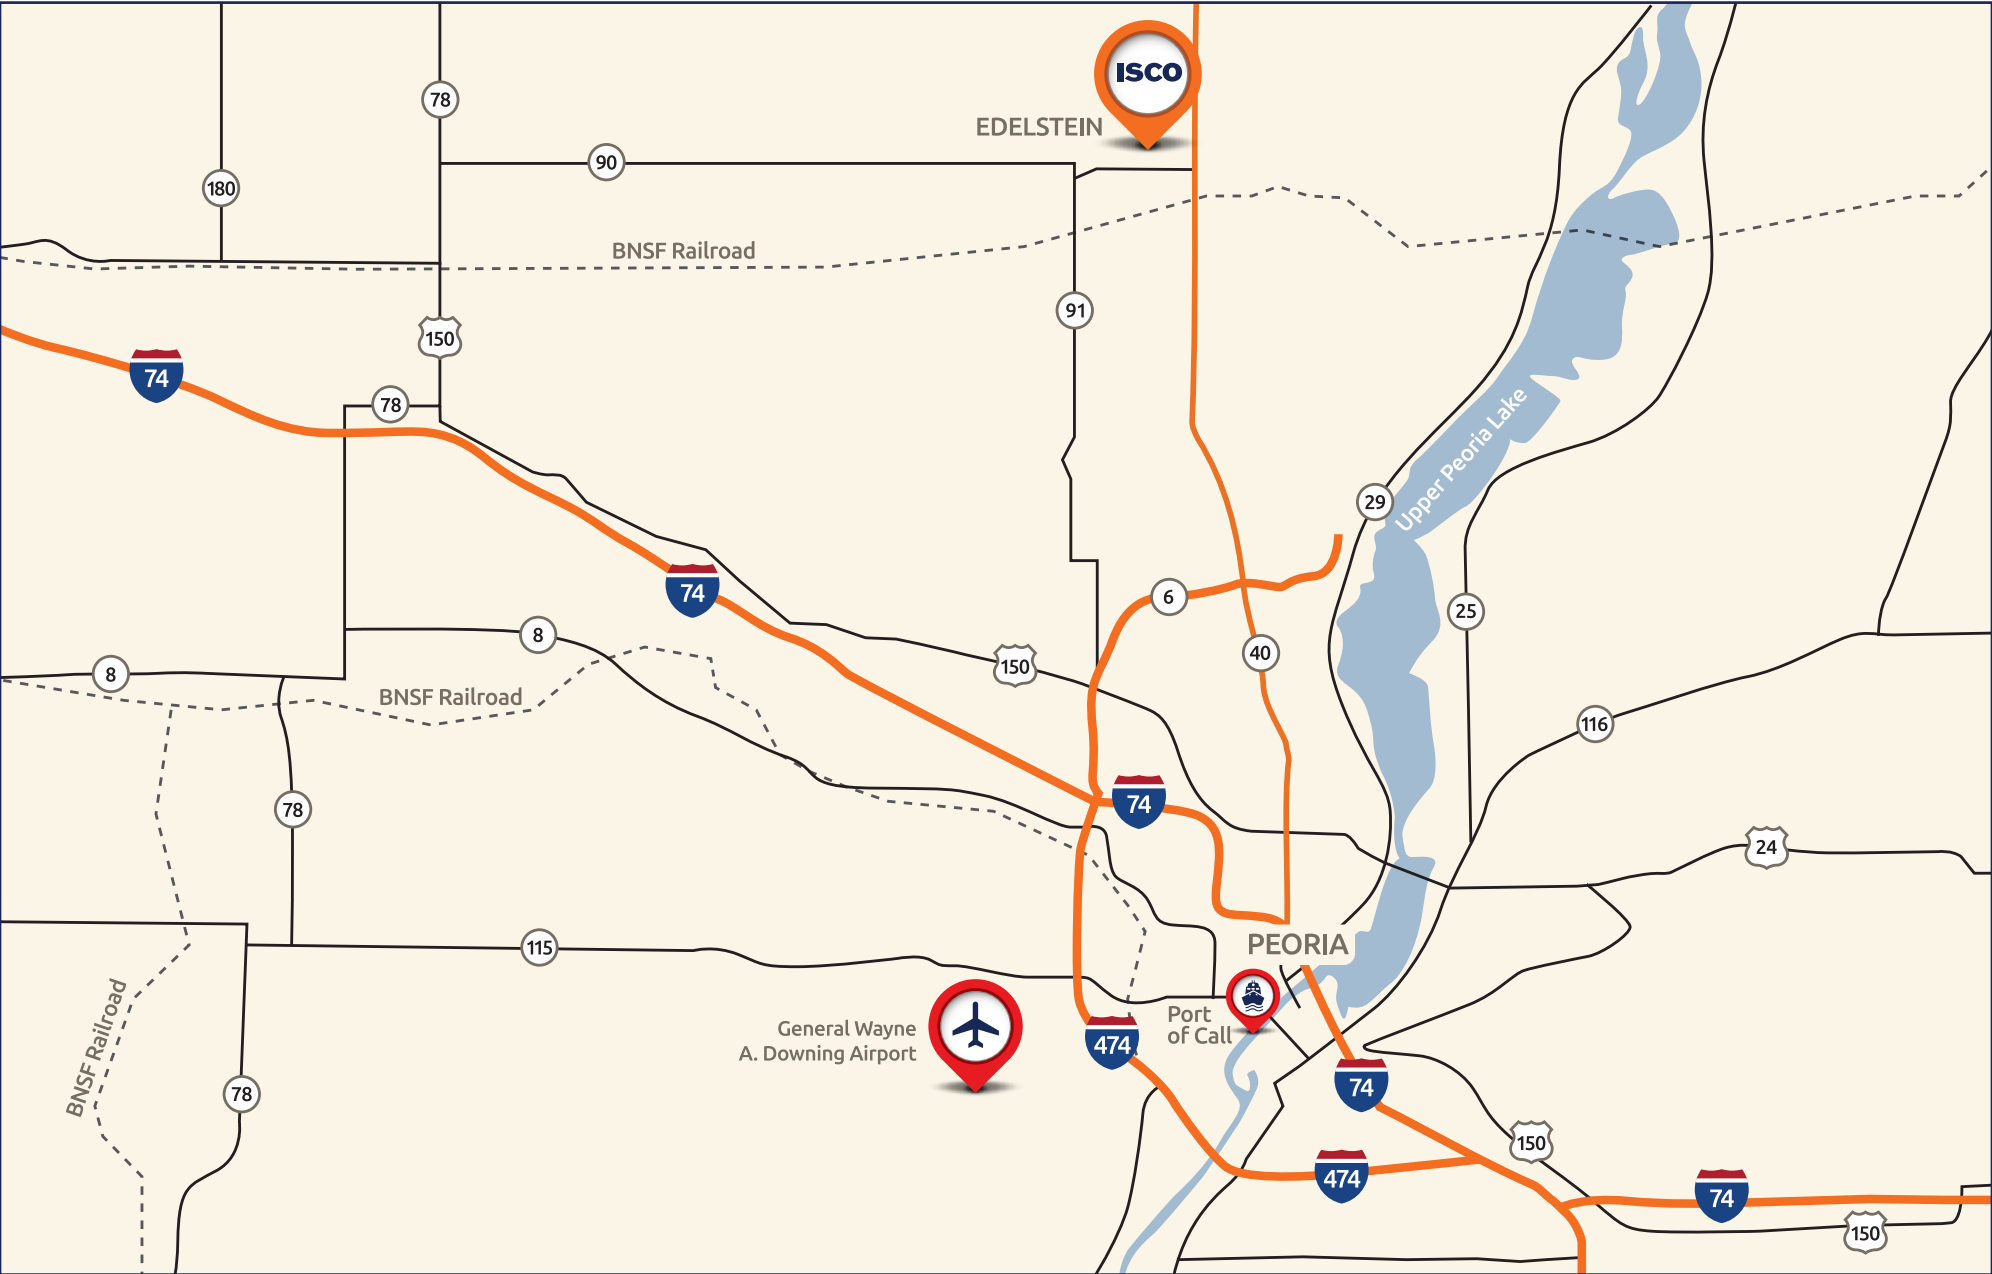 ISCO
78
EDELSTEIN
90
180
BNSF Railroad
91
150
74
78
Upper Peoria Lake
29
74
6
25
8
40
150
8
BNSF Railroad
116
74
78
24
PEORIA
115
Port
of Call
General Wayne
A. Downing Airport
474
BNSF Railroad
74
78
150
474
74
150